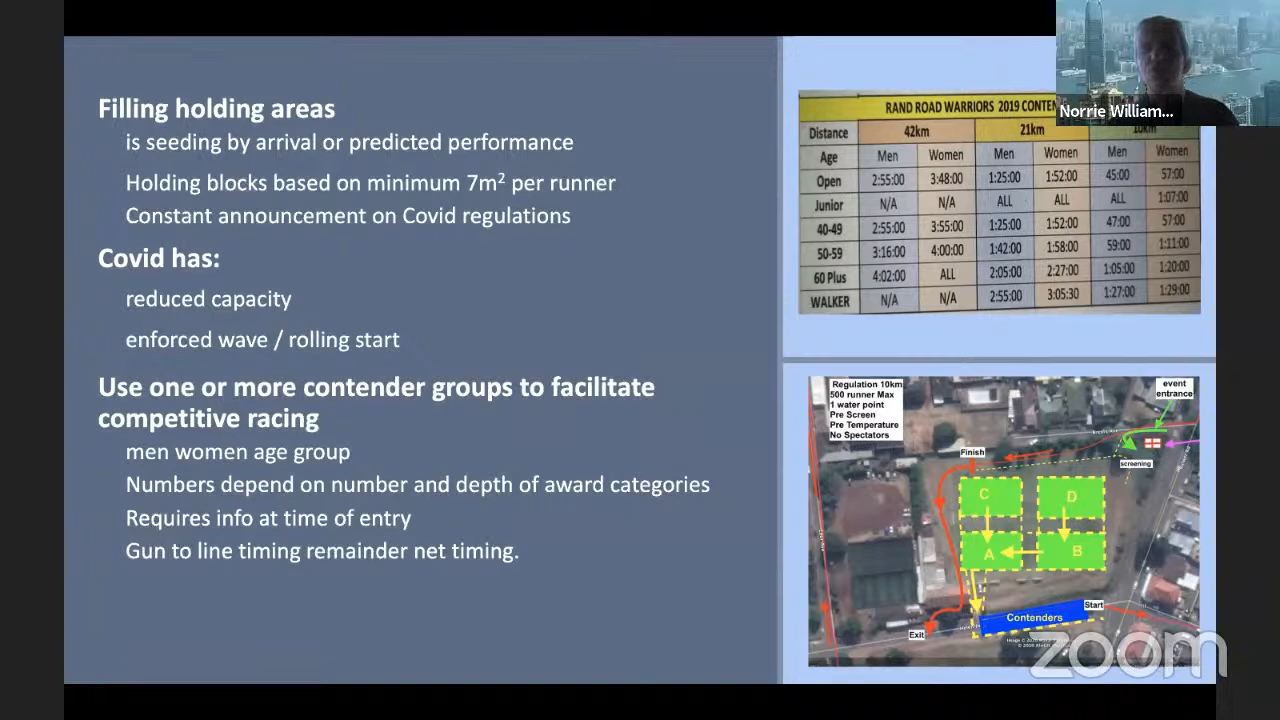 Filling holding areas
is seeding by arrival or predicted performance
Holding blocks based on minimum 7m² per runner
Constant announcement on Covid regulations
Covid has:
reduced capacity
enforced wave / rolling start
Use one or more contender groups to facilitate
competitive racing
men women age group
Numbers depend on number and depth of award categories
Requires info at time of entry
Gun to line timing remainder net timing.
Norrie William...
RAND ROAD WARRIORS 2019 CONTEN
Distance 42km 21km 10km
Age Men Women Men Women Men Women
Open 2:55:00 3:48:00 1:25:00 1:52:00 45:00 57:00
Junior N/A N/A ALL ALL ALL 1:07:00
40-49 2:55:00 3:55:00 1:25:00 1:52:00 47:00 57:00
50-59 3:16:00 4:00:00 1:42:00 1:58:00 59:00 1:11:00
60 Plus 4:02:00 ALL 2:05:00 2:27:00 1:05:00 1:20:00
WALKER N/A N/A 2:55:00 3:05:30 1:27:00 1:29:00
Regulation 10km
500 runner Max
1 water point
Pre Screen
Pre Temperature
No Spectators
event
entrance
Finish
screening
C D
A B
Start
Contenders
Exit
zoom